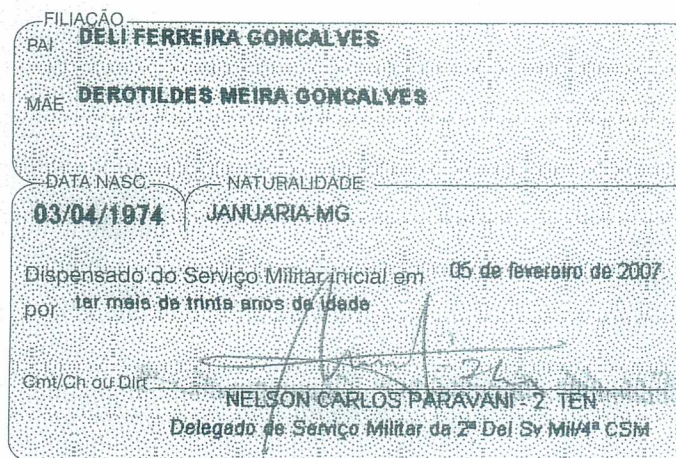 FILIAÇÃO
PAI DELI FERREIRA GONCALVES
MÃE DEROTILDES MEIRA GONCALVES
DATA NASC. NATURALIDADE
03/04/1974 JANUARIA-MG
Dispensado do Serviço Militar inicial em 05 de fevereiro de 2007
por ter mais de trinta anos de idade
Cmt/Ch ou Dirt
NELSON CARLOS PARAVANI - 2 TEN
Delegado de Serviço Militar da 2ª Del Sv Mil/4ª CSM